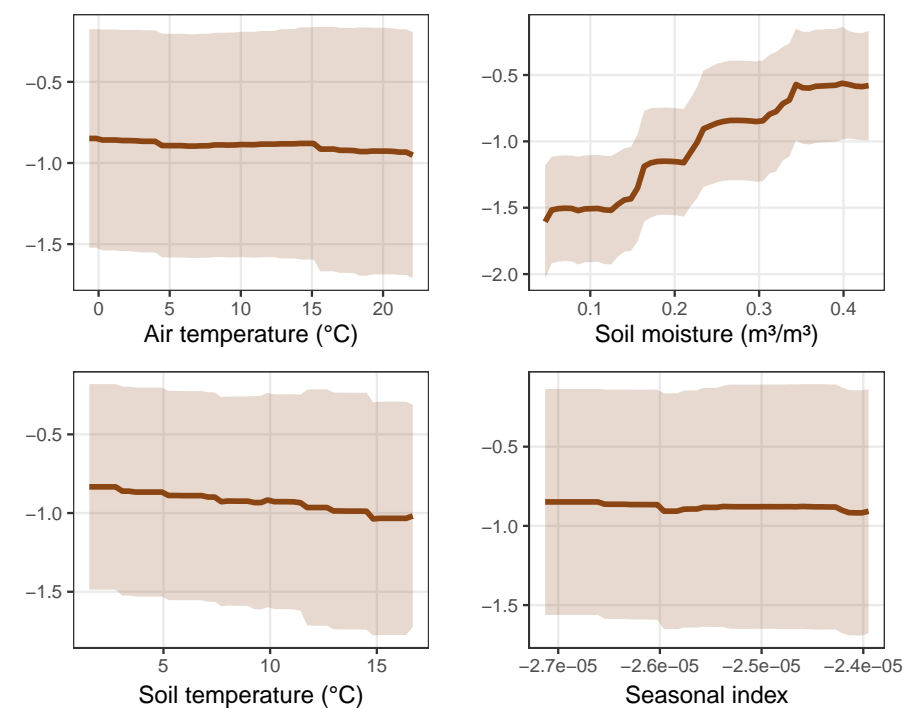 −0.5
−1.0
−1.5
0 5 10 15 20
Air temperature (°C)
−0.5
−1.0
−1.5
−2.0
0.1 0.2 0.3 0.4
Soil moisture (m³/m³)
−0.5
−1.0
−1.5
5 10 15
Soil temperature (°C)
−0.5
−1.0
−1.5
−2.7e−05 −2.6e−05 −2.5e−05 −2.4e−05
Seasonal index